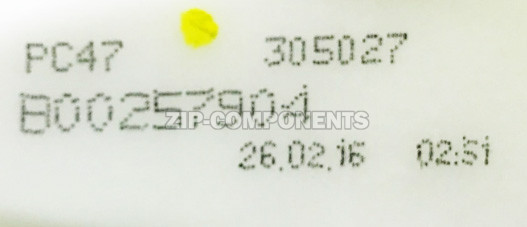 PC47 305027
B00257904
ZIP-COMPONENTS
26.02.16 02:51